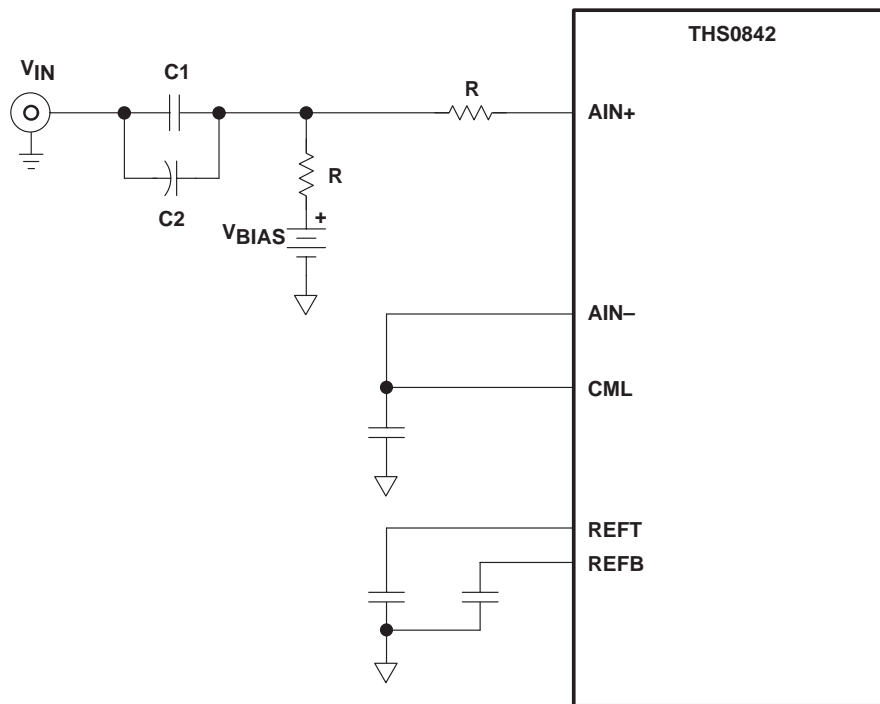 THS0842
VIN
C1
R
AIN+
R
C2
+
VBIAS
AIN–
CML
REFT
REFB